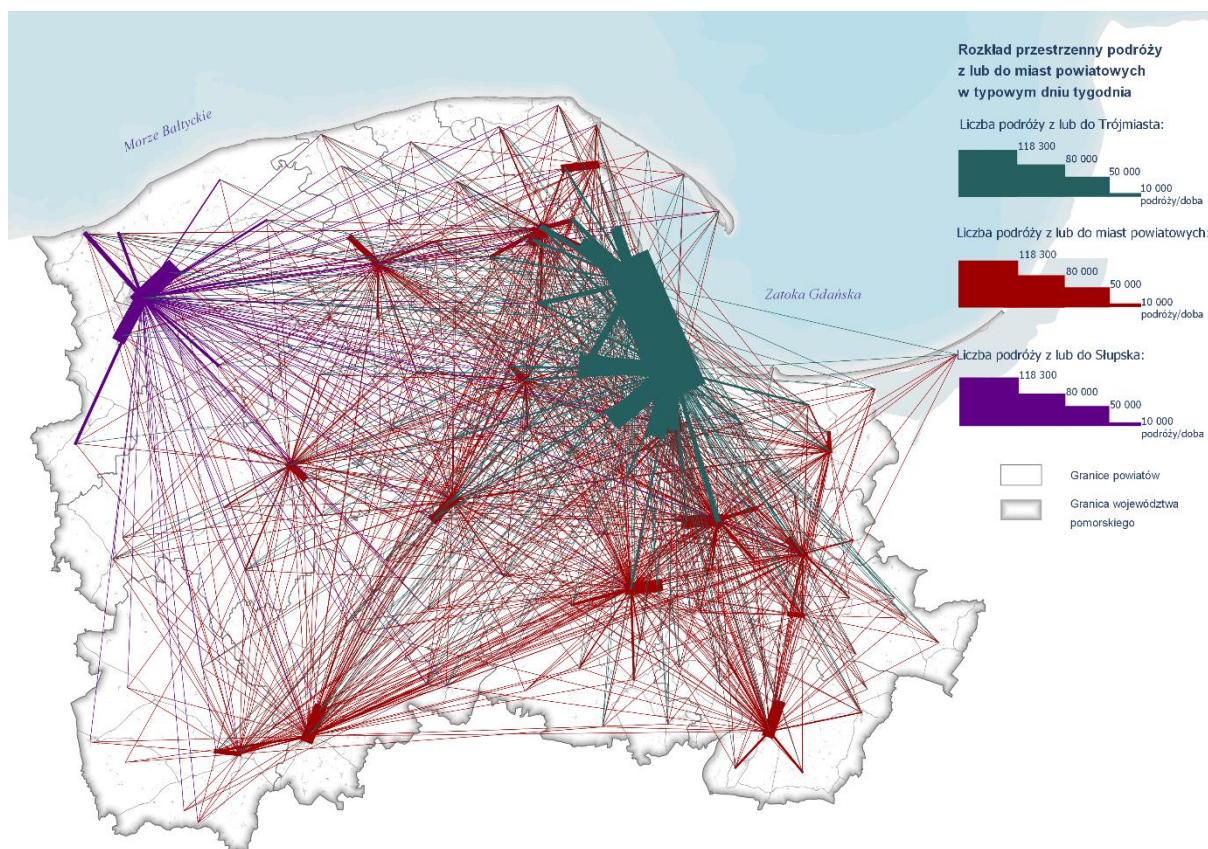 Rozkład przestrzenny podróży
z lub do miast powiatowych
w typowym dniu tygodnia
Morze Bałtyckie
Liczba podróży z lub do Trójmiasta:
118 300
80 000
50 000
10 000
podróży/doba
Liczba podróży z lub do miast powiatowych:
118 300
80 000
50 000
10 000
podróży/doba
Zatoka Gdańska
Liczba podróży z lub do Słupska:
118 300
80 000
50 000
10 000
podróży/doba
Granice powiatów
Granica województwa
pomorskiego